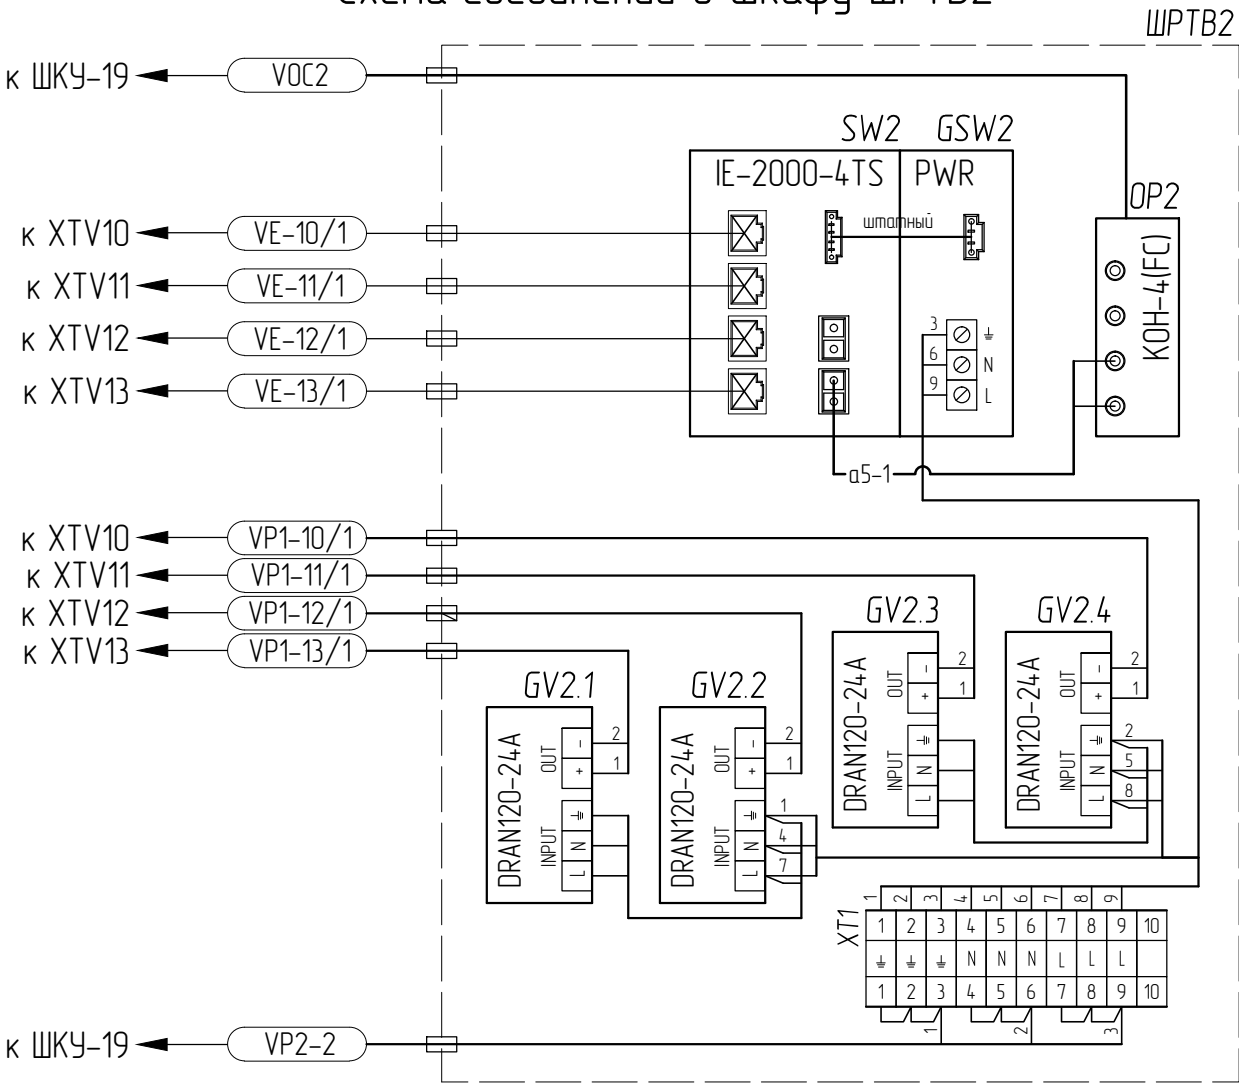 Схема соединений в шкафу ШРТВ2
ШРТВ2
к ШКУ-19
VOC2
SW2
GSW2
IE-2000-4TS
PWR
OP2
КОН-4(FC)
штатный
к XTV10
VE-10/1
к XTV11
VE-11/1
к XTV12
VE-12/1
к XTV13
VE-13/1
3
6
N
9
L
а5-1
к XTV10
VP1-10/1
к XTV11
VP1-11/1
к XTV12
VP1-12/1
к XTV13
VP1-13/1
GV2.3
GV2.4
DRAN120-24A
OUT
- 2
+ 1
INPUT
N
L
DRAN120-24A
OUT
- 2
+ 1
INPUT
2
N 5
L 8
GV2.1
GV2.2
DRAN120-24A
OUT
- 2
+ 1
INPUT
N
L
DRAN120-24A
OUT
- 2
+ 1
INPUT
1
N 4
L 7
XT1
1 2 3 4 5 6 7 8 9
1 2 3 4 5 6 7 8 9 10
N N N L L L
1 2 3 4 5 6 7 8 9 10
1 2 3
к ШКУ-19
VP2-2